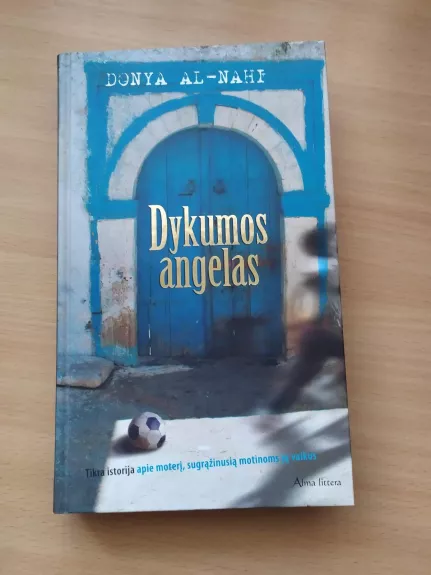 DONYA AL-NAHI
Dykumos
angelas
Tikra istorija apie moterį, sugrąžinusią motinoms jų vaikus
Alma littera